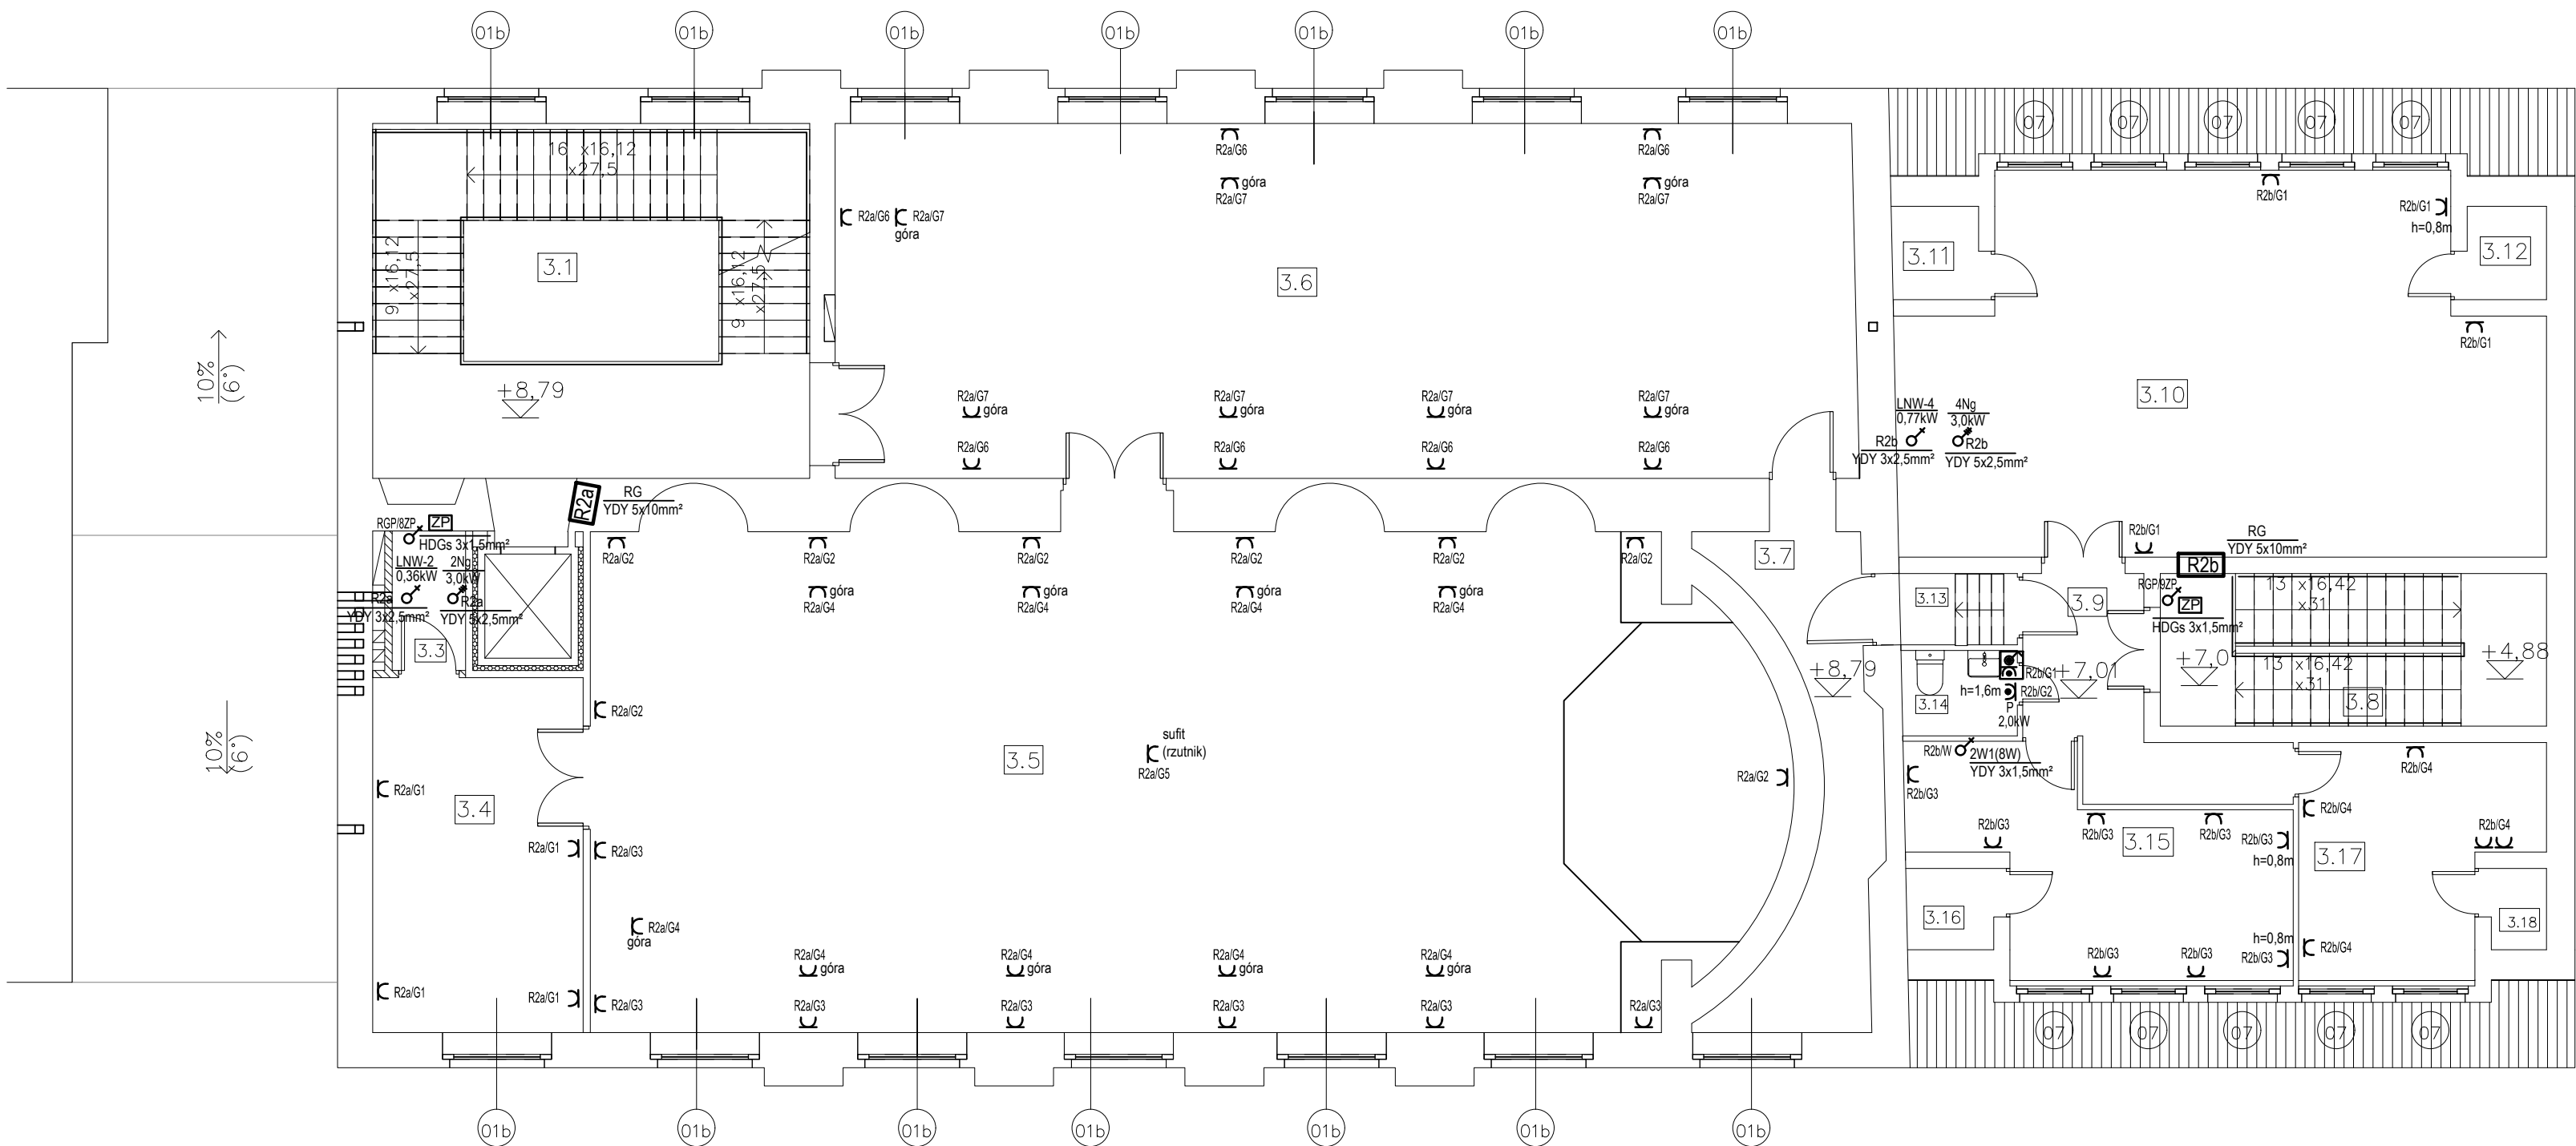 01b
01b
01b
01b
01b
01b
01b
07
07
07
07
07
16 x16,12
x27,5
9 x16,12
x27,5
9 x16,12
x27,5
3.1
+8,79
10%
(6°)
10%
(6°)
R2a/G6
R2a/G6
góra
R2a/G7
góra
R2a/G7
R2a/G6
R2a/G7
góra
3.6
R2a/G7
góra
R2a/G7
góra
R2a/G7
góra
R2a/G7
góra
R2a/G6
R2a/G6
R2a/G6
R2a/G6
R2b/G1
R2b/G1
h=0,8m
3.11
3.12
R2b/G1
3.10
LNW-4
0,77kW
R2b
YDY 3x2,5mm²
4Ng
3,0kW
R2b
YDY 5x2,5mm²
R2a
RG
YDY 5x10mm²
RGP/8ZP
ZP
HDGs 3x1,5mm²
LNW-2
0,36kW
R2a
YDY 3x2,5mm²
2Ng
3,0kW
R2a
YDY 5x2,5mm²
3.3
R2a/G2
R2a/G2
R2a/G2
R2a/G2
R2a/G2
R2a/G2
góra
R2a/G4
góra
R2a/G4
góra
R2a/G4
góra
R2a/G4
3.7
R2b/G1
R2b
RG
YDY 5x10mm²
RGP/9ZP
ZP
HDGs 3x1,5mm²
3.13
3.9
13 x16,42
x31
13 x16,42
x31
+8,79
+7,01
+7,0
+4,88
3.8
3.14
R2b/G1
h=1,6m
R2b/G2
P
2,0kW
R2b/W
2W1(8W)
YDY 3x1,5mm²
R2a/G2
sufit
(rzutnik)
R2a/G5
3.5
R2a/G2
R2a/G1
3.4
R2a/G1
R2a/G3
R2b/G3
R2b/G4
R2b/G4
R2b/G3
R2b/G3
R2b/G3
3.15
R2b/G3
h=0,8m
3.17
R2b/G4
3.16
3.18
R2a/G4
góra
R2a/G4
góra
R2a/G4
góra
R2a/G4
góra
R2a/G4
góra
h=0,8m
R2b/G3
R2b/G4
R2b/G3
R2b/G3
R2a/G1
R2a/G1
R2a/G3
R2a/G3
R2a/G3
R2a/G3
R2a/G3
R2a/G3
07
07
07
07
07
01b
01b
01b
01b
01b
01b
01b